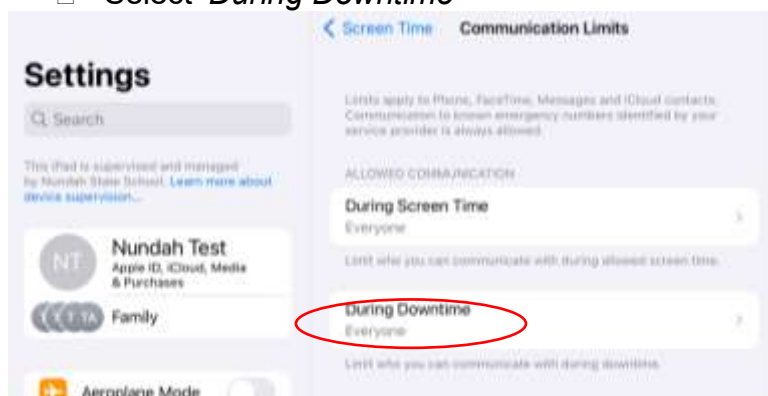 Select 'During Downtime'
Screen Time Communication Limits
Settings
Search
This iPad is supervised and managed
by Nundah State School. Learn more about
device supervision...
NT
Nundah Test
Apple ID, iCloud, Media
& Purchases
Family
Aeroplane Mode
Limits apply to Phone, FaceTime, Messages and iCloud contacts.
Communication to known emergency numbers identified by your
service provider is always allowed.
ALLOWED COMMUNICATION
During Screen Time
Everyone
Limit who you can communicate with during allowed screen time.
During Downtime
Everyone
Limit who you can communicate with during downtime.